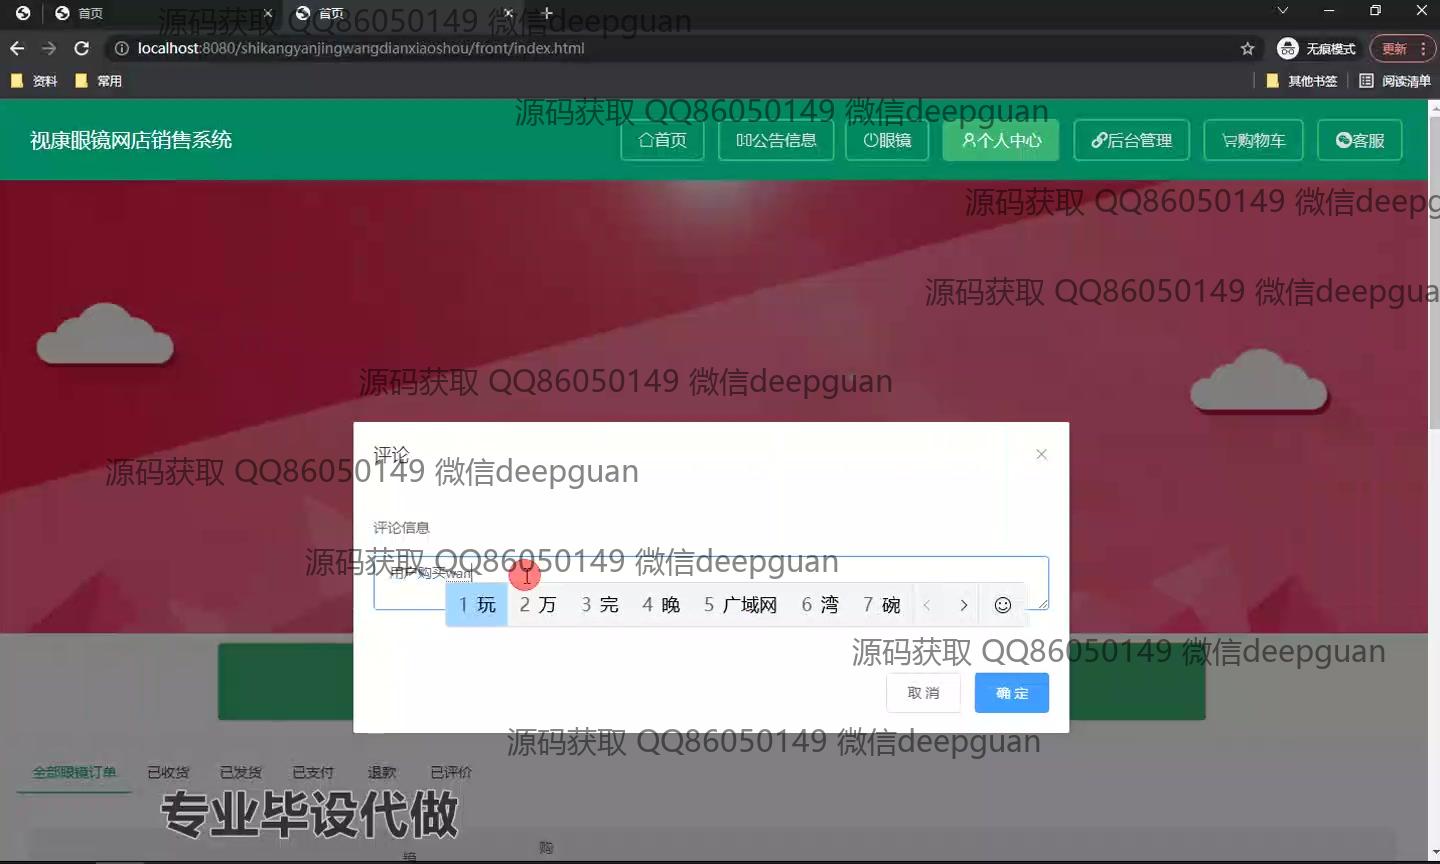 首页
首页
源码获取 QQ86050149 微信deepguan
localhost:8080/shikangyanjingwangdianxiaoshou/front/index.html
无痕模式
更新
资料
常用
其他书签
阅读清单
源码获取 QQ86050149 微信deepguan
视康眼镜网店销售系统
首页
公告信息
眼镜
个人中心
后台管理
购物车
客服
源码获取 QQ86050149 微信deepg
源码获取 QQ86050149 微信deepgua
源码获取 QQ86050149 微信deepguan
评论
源码获取 QQ86050149 微信deepguan
评论信息
源码获取 QQ86050149 微信deepguan
用户购买wan
1 玩 2 万 3 完 4 晚 5 广域网 6 湾 7 碗
源码获取 QQ86050149 微信deepguan
取消
确定
源码获取 QQ86050149 微信deepguan
全部眼镜订单
已收货
已发货
已支付
退款
已评价
专业毕设代做
购